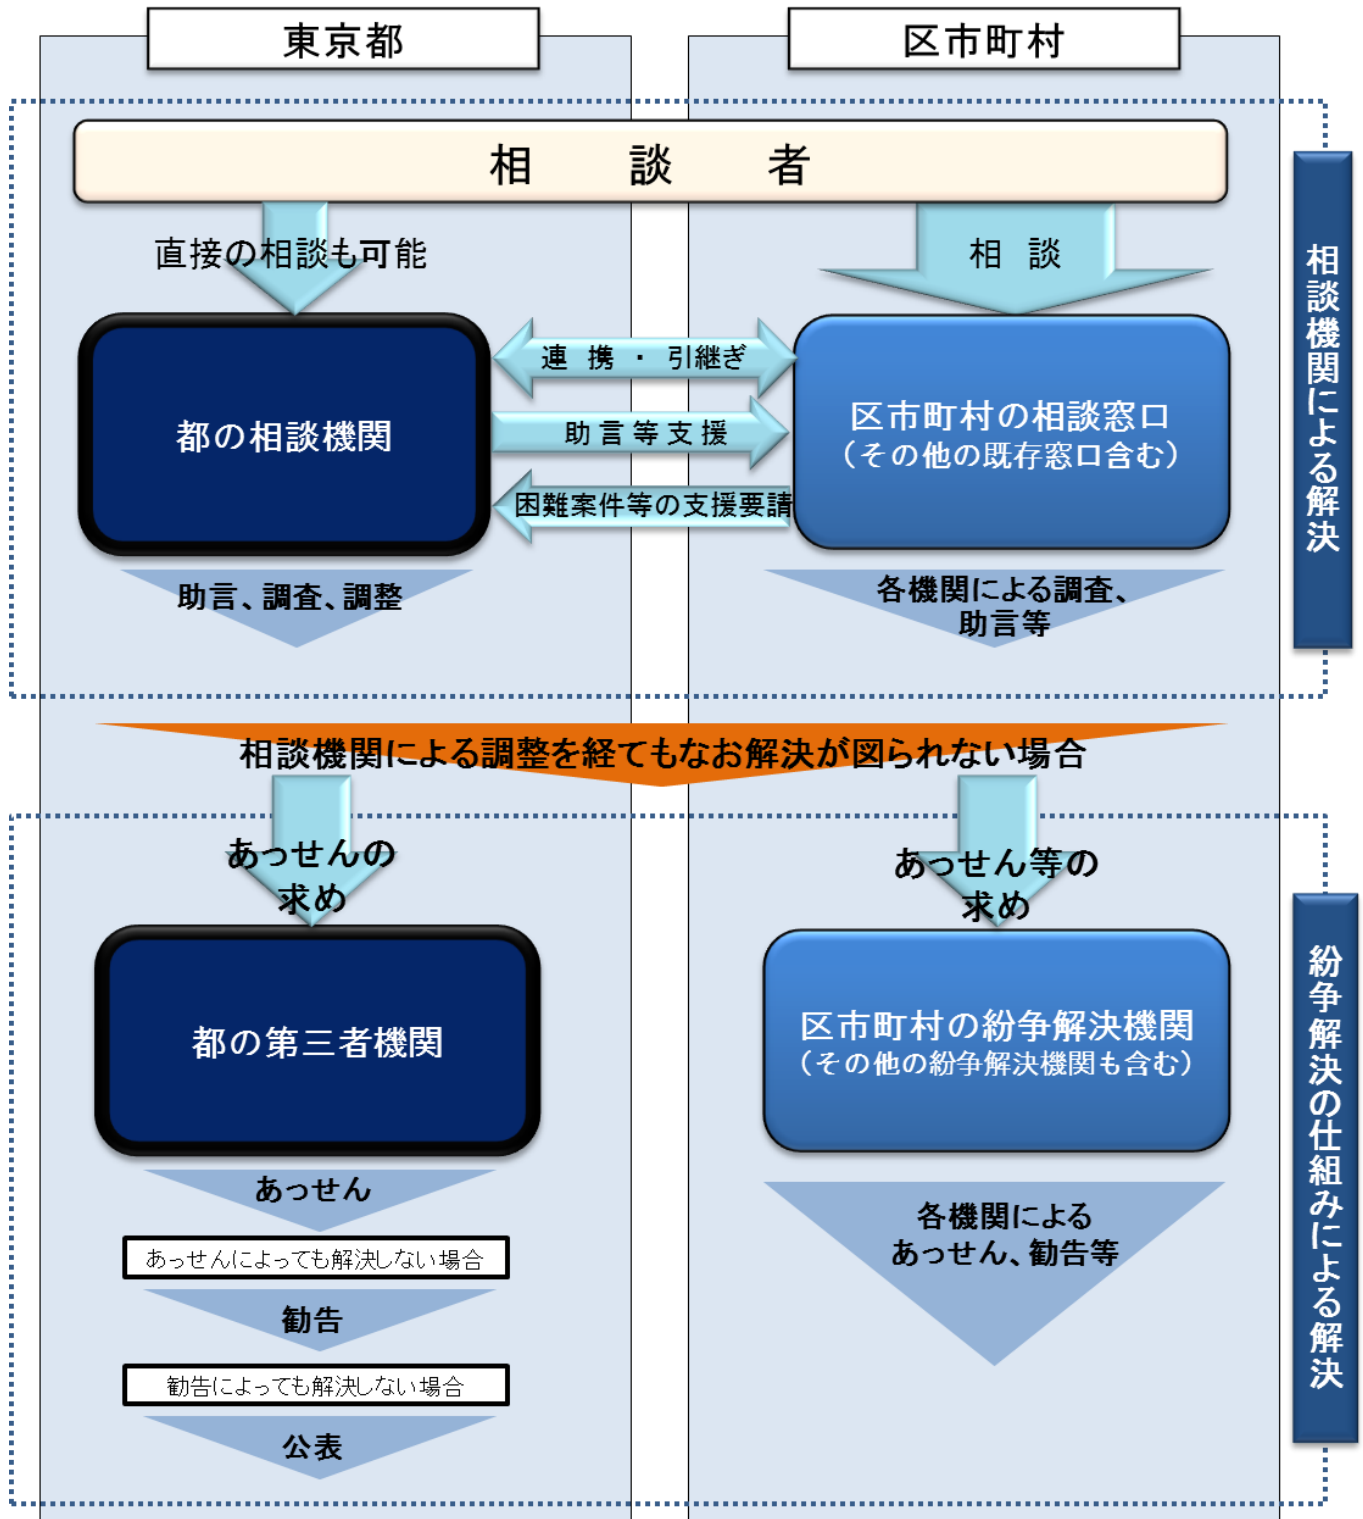 東京都
区市町村
相談者
直接の相談も可能
相談
連携・引継ぎ
都の相談機関
助言等支援
区市町村の相談窓口
（その他の既存窓口含む）
困難案件等の支援要請
助言、調査、調整
各機関による調査、
助言等
相談機関による解決
相談機関による調整を経てもなお解決が図られない場合
あっせんの
求め
あっせん等の
求め
都の第三者機関
区市町村の紛争解決機関
（その他の紛争解決機関も含む）
あっせん
あっせんによっても解決しない場合
勧告
勧告によっても解決しない場合
公表
各機関による
あっせん、勧告等
紛争解決の仕組みによる解決